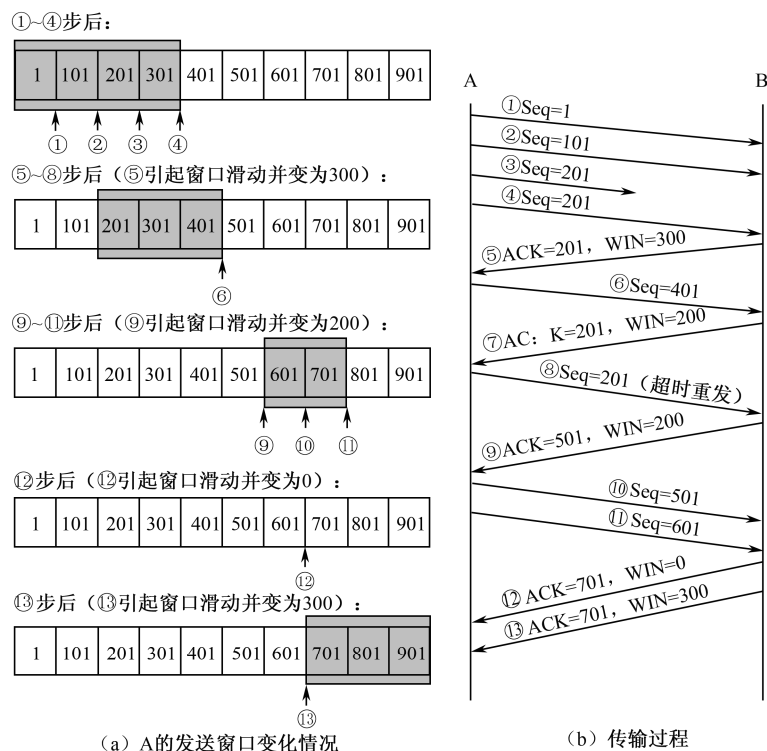 ①~④步后：
1 101 201 301 401 501 601 701 801 901
① ② ③ ④
⑤~⑧步后（⑤引起窗口滑动并变为300）：
1 101 201 301 401 501 601 701 801 901
⑥
⑨~⑪步后（⑨引起窗口滑动并变为200）：
1 101 201 301 401 501 601 701 801 901
⑨ ⑩ ⑪
⑫步后（⑫引起窗口滑动并变为0）：
1 101 201 301 401 501 601 701 801 901
⑫
⑬步后（⑬引起窗口滑动并变为300）：
1 101 201 301 401 501 601 701 801 901
⑬
（a）A的发送窗口变化情况
A B
①Seq=1
②Seq=101
③Seq=201
④Seq=201
⑤ACK=201，WIN=300
⑥Seq=401
⑦AC：K=201，WIN=200
⑧Seq=201（超时重发）
⑨ACK=501，WIN=200
⑩Seq=501
⑪Seq=601
⑫ACK=701，WIN=0
⑬ACK=701，WIN=300
（b）传输过程